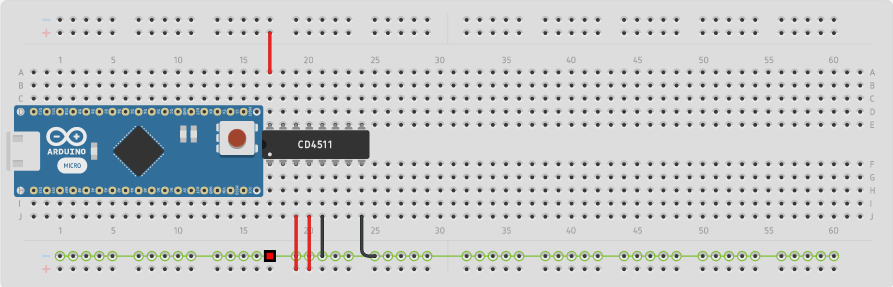 1 5 10 15 20 25 30 35 40 45 50 55 60
A A
B B
C C
D D
E E
ARDUINO
MICRO
CD4511
F F
G G
H H
I I
J J
1 5 10 15 20 25 30 35 40 45 50 55 60